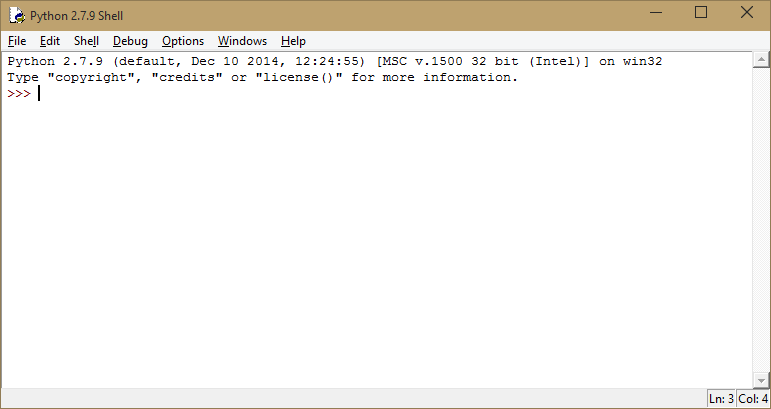 Python 2.7.9 Shell
File Edit Shell Debug Options Windows Help
Python 2.7.9 (default, Dec 10 2014, 12:24:55) [MSC v.1500 32 bit (Intel)] on win32
Type "copyright", "credits" or "license()" for more information.
>>>
Ln: 3 Col: 4